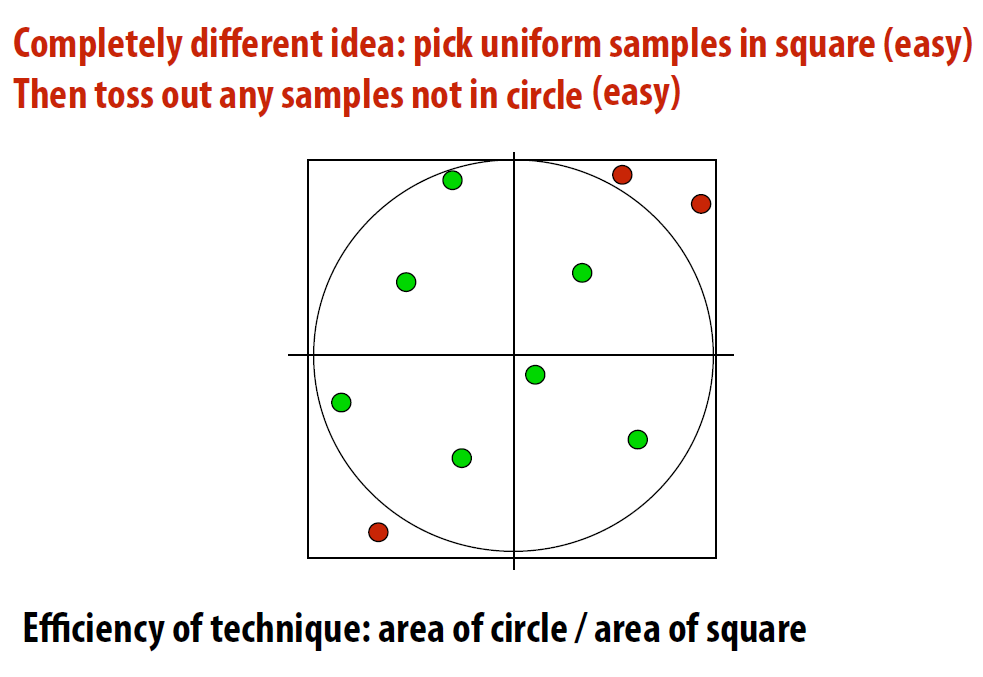 Completely different idea: pick uniform samples in square (easy)
Then toss out any samples not in circle (easy)
Efficiency of technique: area of circle / area of square